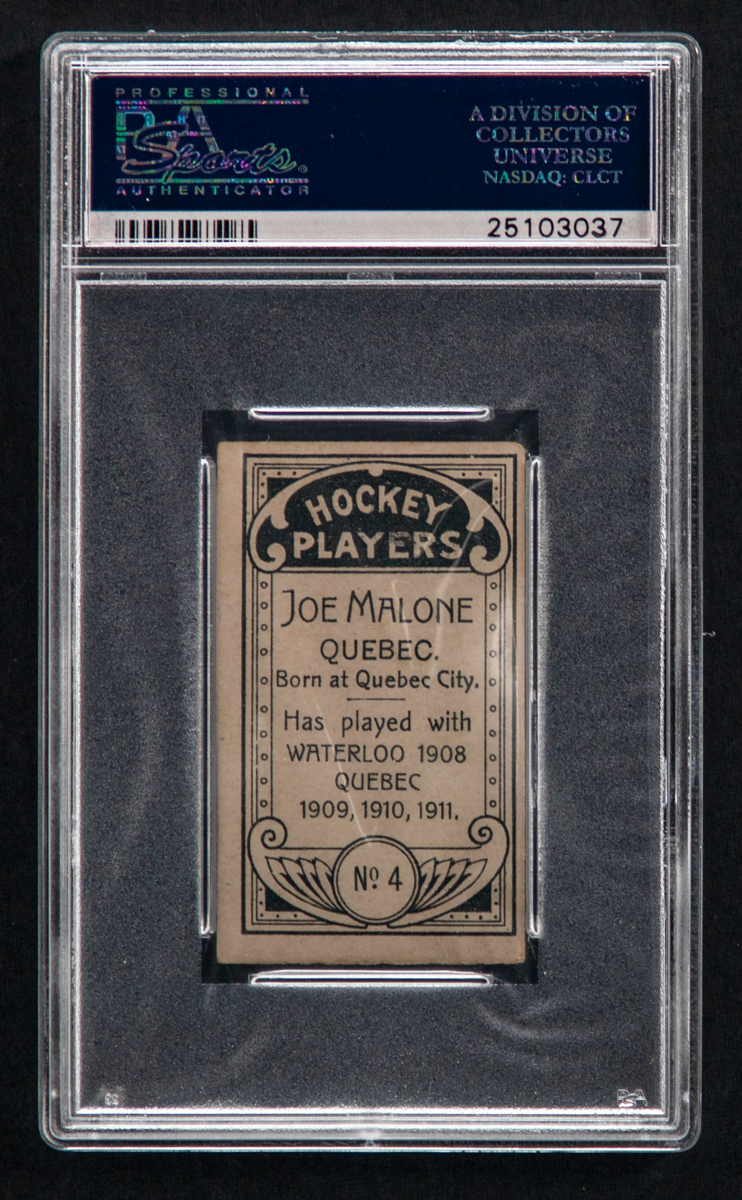 PROFESSIONAL
PSA
Sports
AUTHENTICATOR
A DIVISION OF
COLLECTORS
UNIVERSE
NASDAQ: CLCT
25103037
HOCKEY
PLAYERS
JOE MALONE
QUEBEC.
Born at Quebec City.
Has played with
WATERLOO 1908
QUEBEC
1909, 1910, 1911.
No. 4
PSA